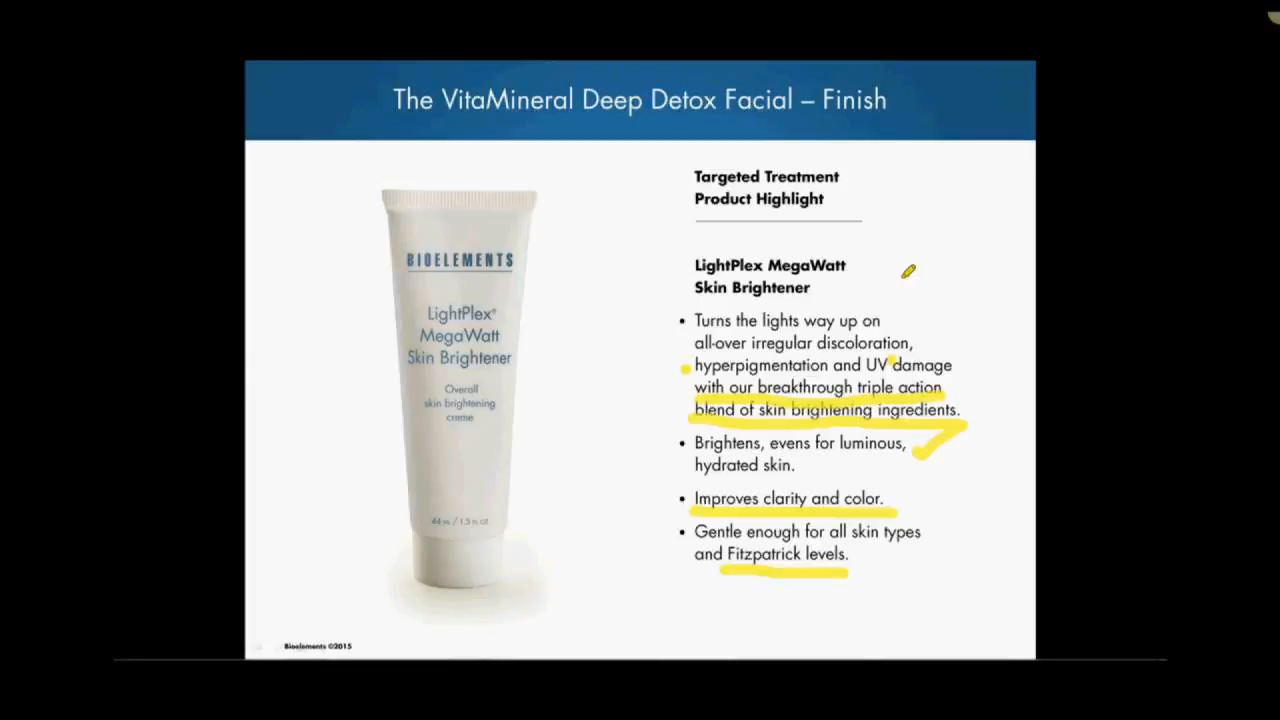 The VitaMineral Deep Detox Facial – Finish
BIOELEMENTS
LightPlex®
MegaWatt
Skin Brightener
Overall
skin brightening
creme
44 ml / 1.5 fl oz
Targeted Treatment
Product Highlight
LightPlex MegaWatt
Skin Brightener
• Turns the lights way up on
all-over irregular discoloration,
hyperpigmentation and UV damage
with our breakthrough triple action
blend of skin brightening ingredients.
• Brightens, evens for luminous,
hydrated skin.
• Improves clarity and color.
• Gentle enough for all skin types
and Fitzpatrick levels.
Bioelements ©2015